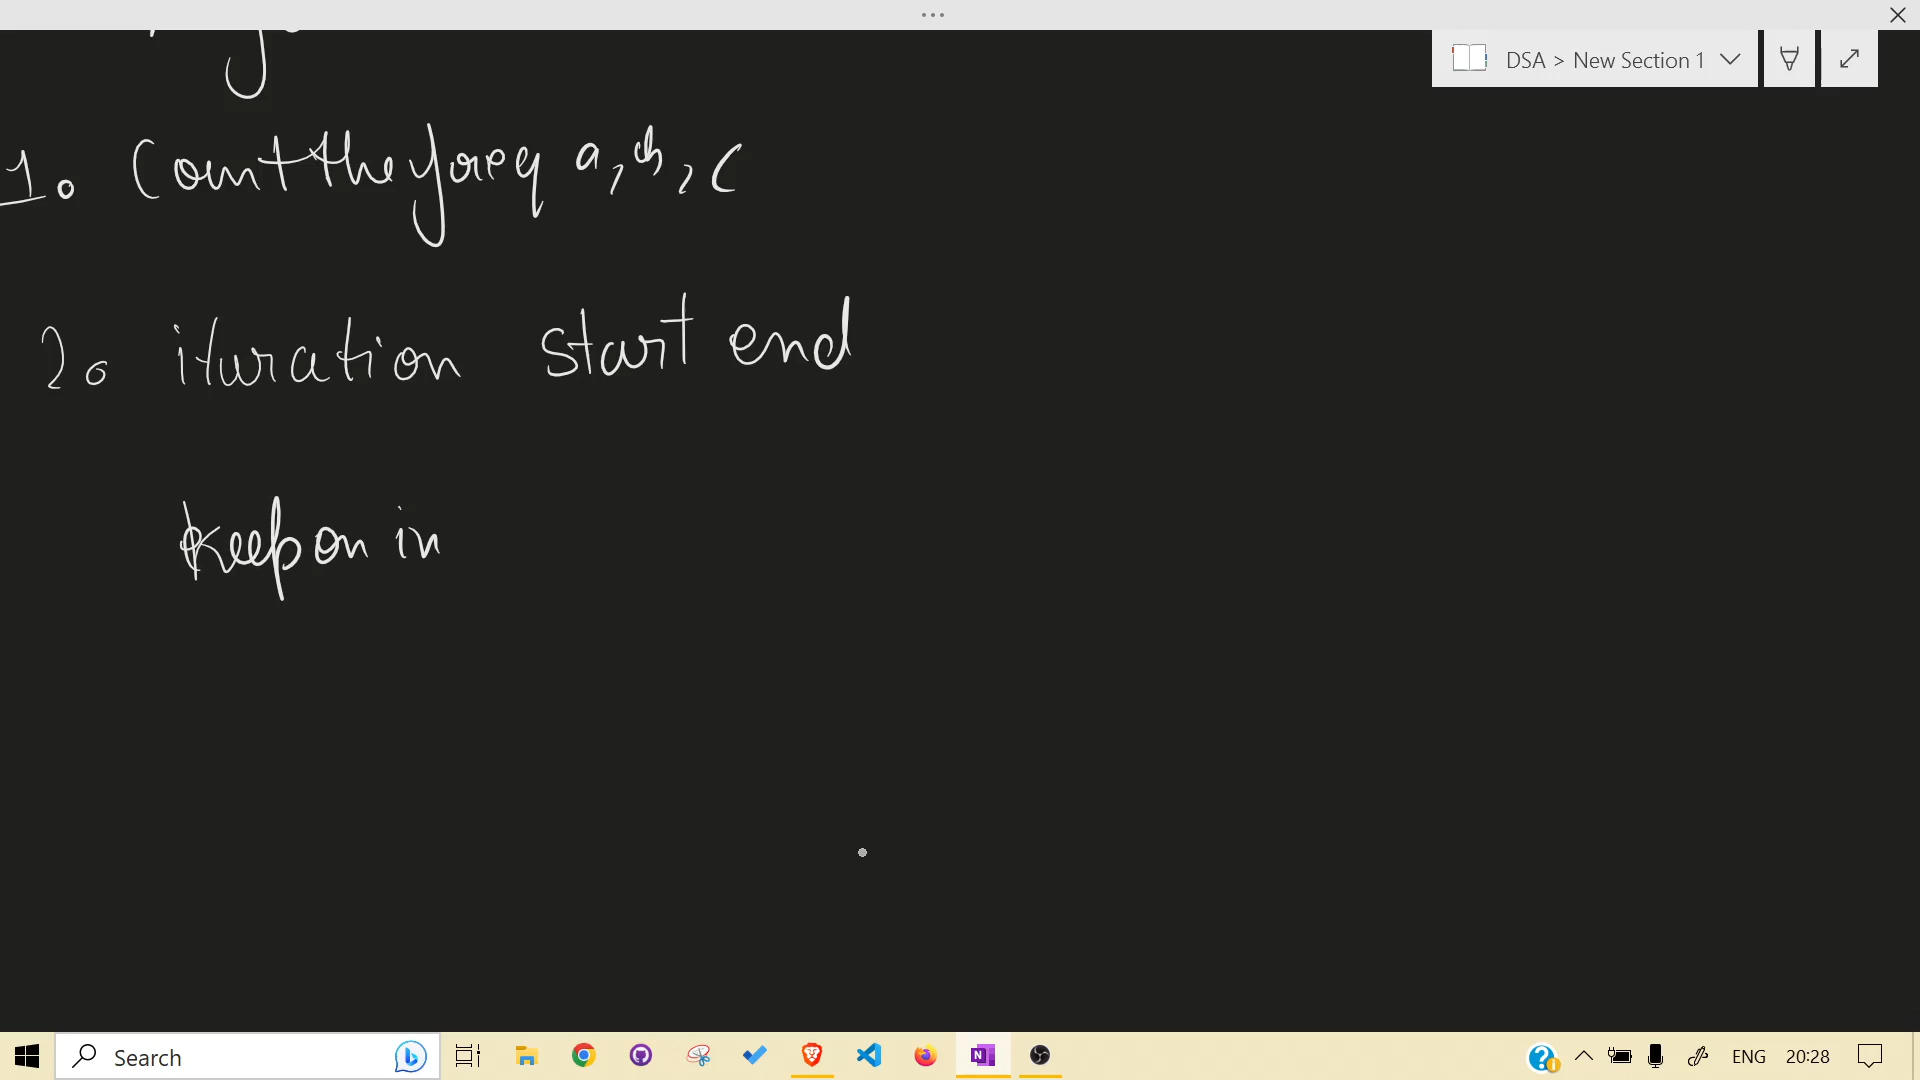 DSA > New Section 1
1. Count the freq a, b, c
2. iteration start end
keep on in
Search
ENG 20:28